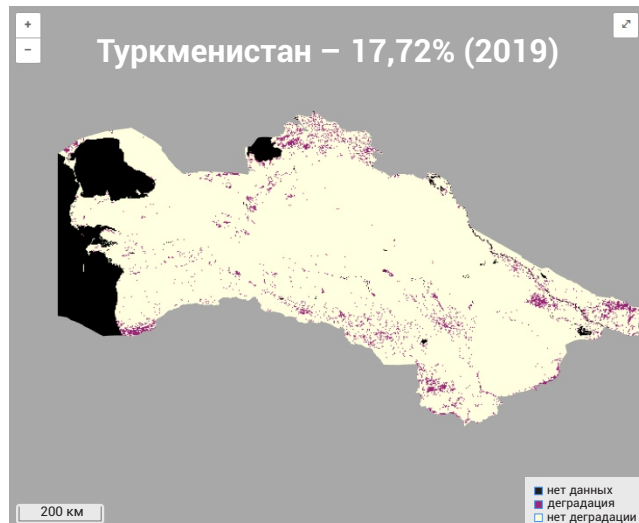 +
−
Туркменистан – 17,72% (2019)
200 км
нет данных
деградация
нет деградации